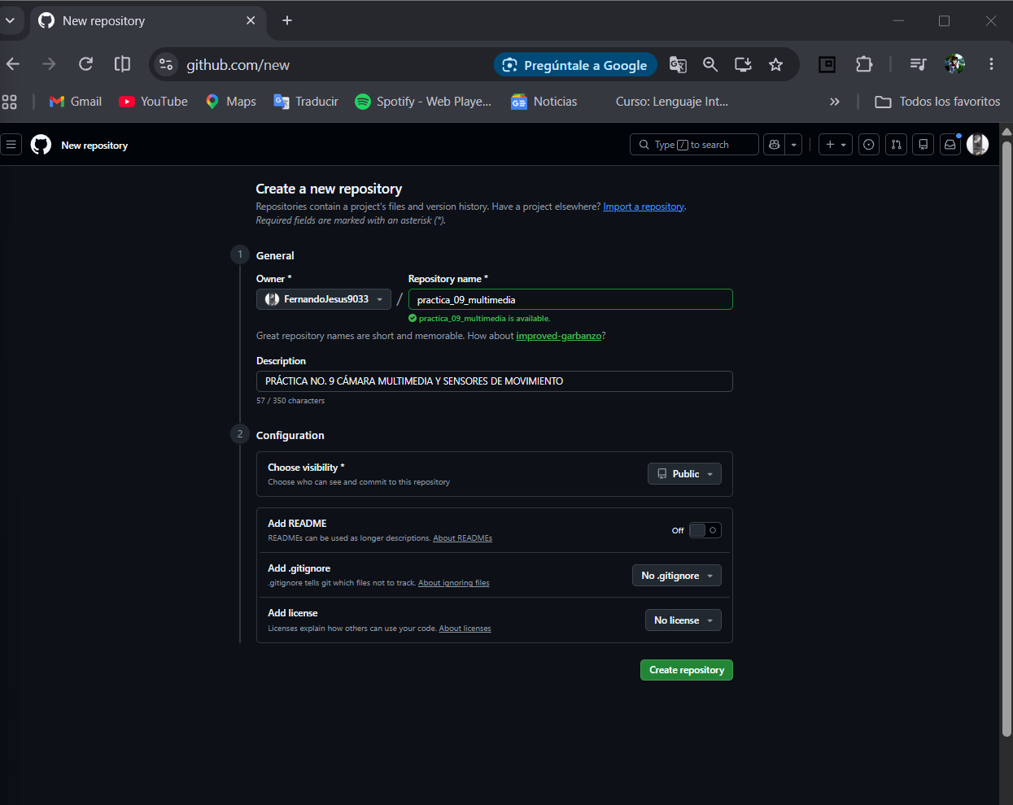 New repository
github.com/new
Pregúntale a Google
Gmail
YouTube
Maps
Traducir
Spotify - Web Playe...
Noticias
Curso: Lenguaje Int...
Todos los favoritos
New repository
Type / to search
Create a new repository
Repositories contain a project's files and version history. Have a project elsewhere? Import a repository.
Required fields are marked with an asterisk (*).
1 General
Owner *
Repository name *
FernandoJesus9033 / practica_09_multimedia
practica_09_multimedia is available.
Great repository names are short and memorable. How about improved-garbanzo?
Description
PRÁCTICA NO. 9 CÁMARA MULTIMEDIA Y SENSORES DE MOVIMIENTO
57 / 350 characters
2 Configuration
Choose visibility *
Choose who can see and commit to this repository
Public
Add README
READMEs can be used as longer descriptions. About READMEs
Off
Add .gitignore
.gitignore tells git which files not to track. About ignoring files
No .gitignore
Add license
Licenses explain how others can use your code. About licenses
No license
Create repository